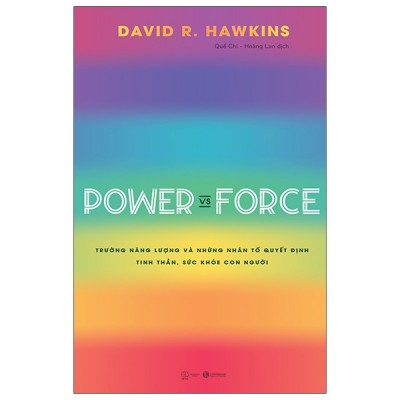 DAVID R. HAWKINS
Quế Chi - Hoàng Lan dịch
POWER VS FORCE
TRƯỜNG NĂNG LƯỢNG VÀ NHỮNG NHÂN TỐ QUYẾT ĐỊNH
TINH THẦN, SỨC KHỎE CON NGƯỜI